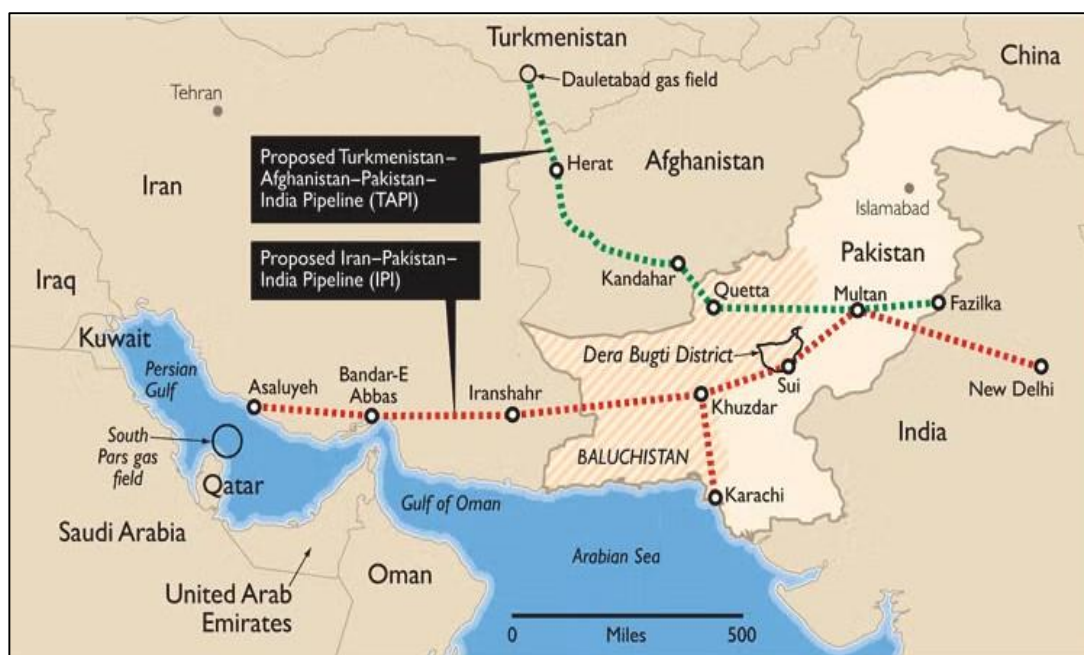 Turkmenistan
China
Dauletabad gas field
Tehran
Proposed Turkmenistan–
Afghanistan–Pakistan–
India Pipeline (TAPI)
Herat
Afghanistan
Iran
Islamabad
Pakistan
Proposed Iran–Pakistan–
India Pipeline (IPI)
Iraq
Kandahar
Quetta
Multan
Fazilka
Kuwait
Persian
Gulf
Asaluyeh
Bandar-E
Abbas
Iranshahr
Dera Bugti District
Sui
New Delhi
Khuzdar
South
Pars gas
field
Qatar
BALUCHISTAN
India
Gulf of Oman
Karachi
Saudi Arabia
Arabian Sea
Oman
United Arab
Emirates
0 Miles 500